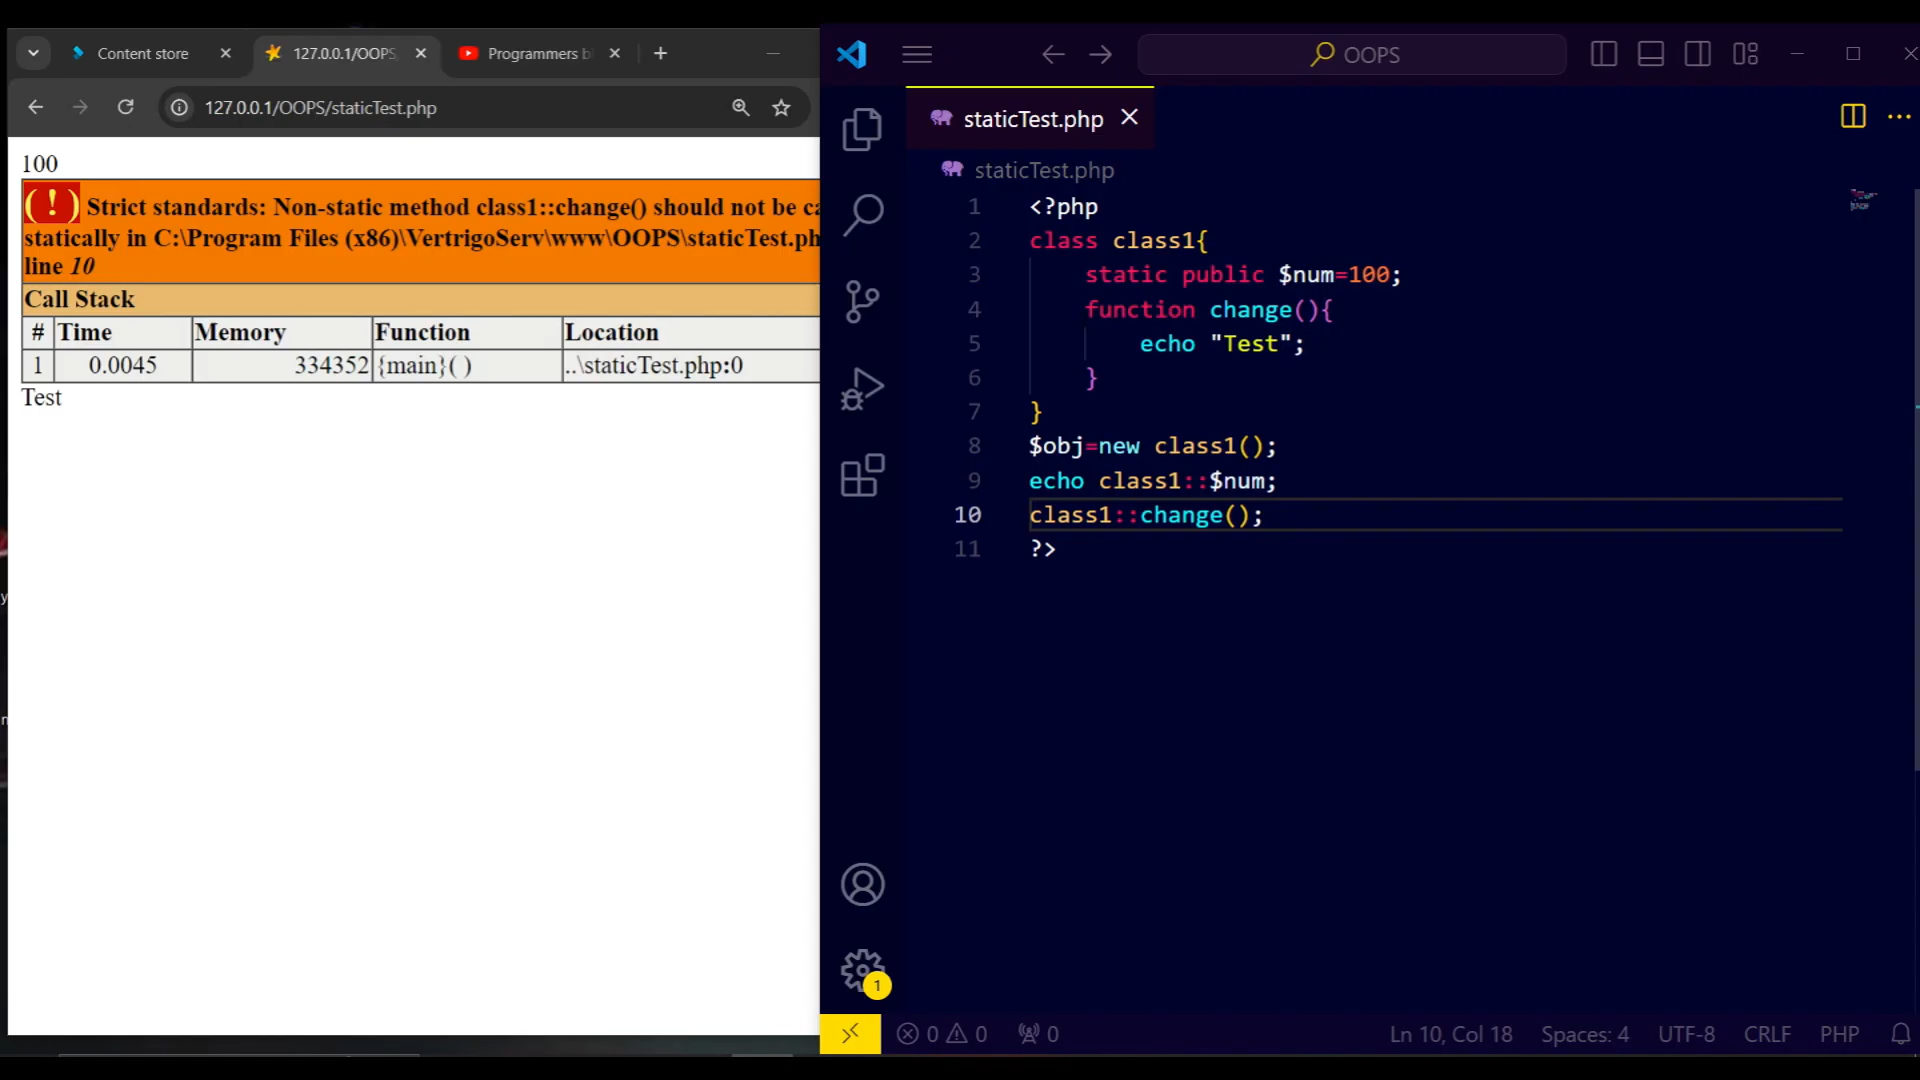 Content store
127.0.0.1/OOPS
Programmers b
127.0.0.1/OOPS/staticTest.php
100
( ! ) Strict standards: Non-static method class1::change() should not be ca
statically in C:\Program Files (x86)\VertrigoServ\www\OOPS\staticTest.ph
line 10
Call Stack
# Time Memory Function Location
1 0.0045 334352 {main}( ) ..\staticTest.php:0
Test
OOPS
staticTest.php
staticTest.php
1 <?php
2 class class1{
3 static public $num=100;
4 function change(){
5 echo "Test";
6 }
7 }
8 $obj=new class1();
9 echo class1::$num;
10 class1::change();
11 ?>
1
0 0 0
Ln 10, Col 18 Spaces: 4 UTF-8 CRLF PHP